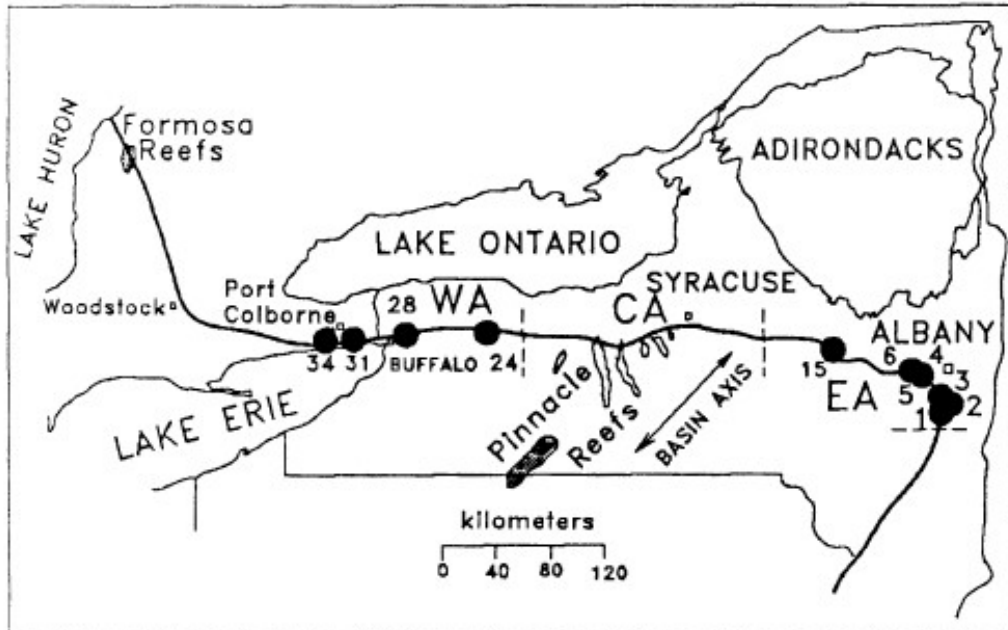 Formosa
Reefs
LAKE HURON
ADIRONDACKS
LAKE ONTARIO
SYRACUSE
Woodstock
Port
Colborne
28
WA
CA
ALBANY
34
31
BUFFALO
24
15
6
4
5
3
EA
1
2
LAKE ERIE
Pinnacle
Reefs
BASIN AXIS
kilometers
0 40 80 120